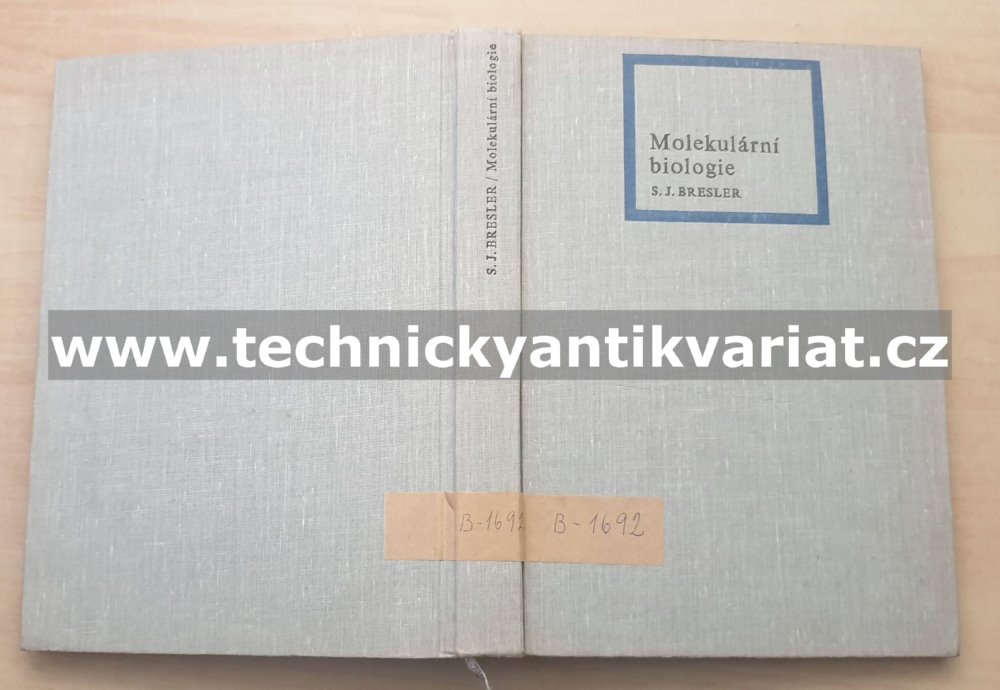 S. J. BRESLER / Molekulární biologie
Molekulární
biologie
S. J. BRESLER
www.technickyantikvariat.cz
B-1692
B-1692